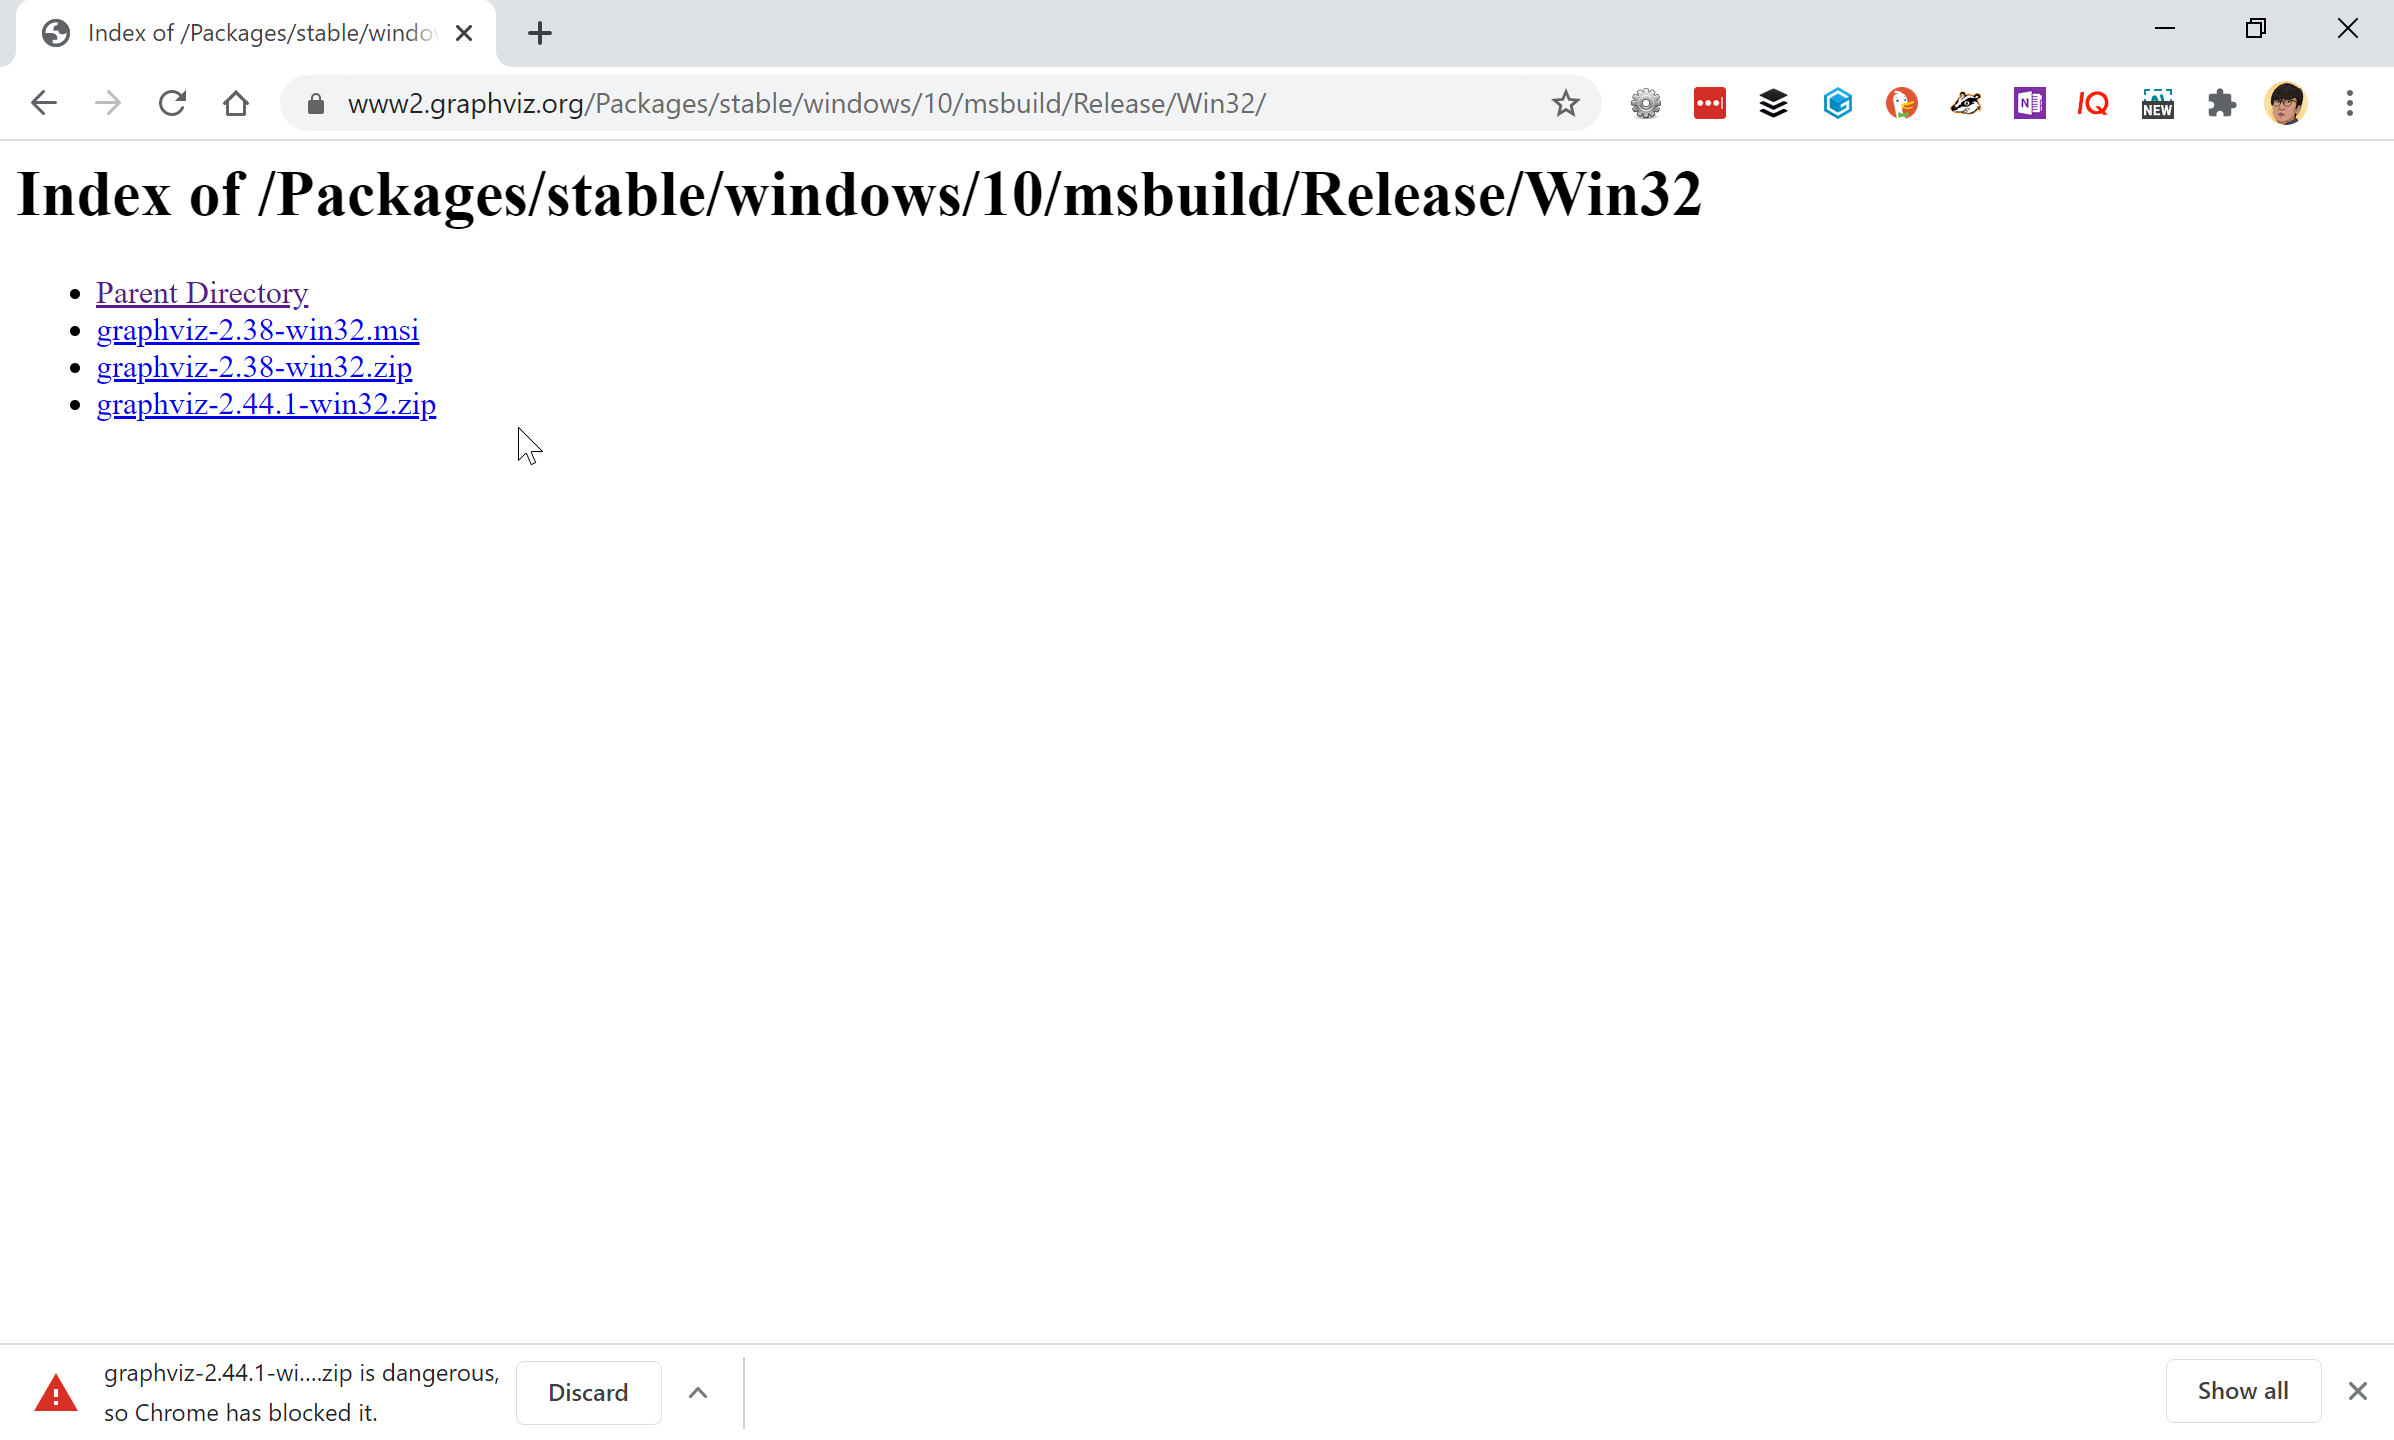 Index of /Packages/stable/windo
www2.graphviz.org/Packages/stable/windows/10/msbuild/Release/Win32/
N
IQ
NEW
Index of /Packages/stable/windows/10/msbuild/Release/Win32
Parent Directory
graphviz-2.38-win32.msi
graphviz-2.38-win32.zip
graphviz-2.44.1-win32.zip
graphviz-2.44.1-wi....zip is dangerous,
so Chrome has blocked it.
Discard
Show all